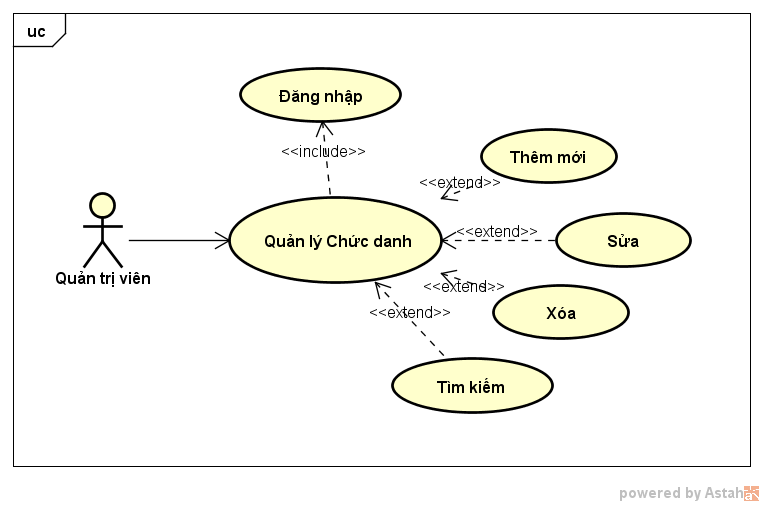 uc
Đăng nhập
<<include>>
Thêm mới
<<extend>>
Quản lý Chức danh
<<extend>>
Sửa
Quản trị viên
<<extend>>
Xóa
<<extend>>
Tìm kiếm
powered by Astah